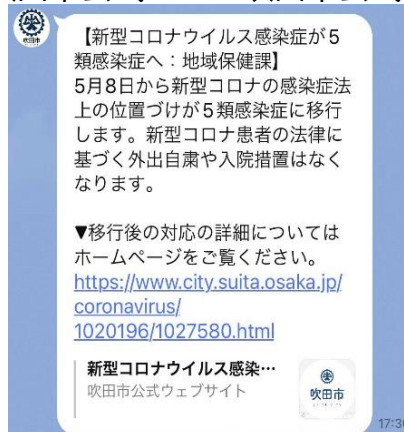 吹田市
【新型コロナウイルス感染症が5
類感染症へ：地域保健課】
5月8日から新型コロナの感染症法
上の位置づけが5類感染症に移行
します。新型コロナ患者の法律に
基づく外出自粛や入院措置はなく
なります。
▼移行後の対応の詳細については
ホームページをご覧ください。
https://www.city.suita.osaka.jp/
coronavirus/
1020196/1027580.html
新型コロナウイルス感染…
吹田市公式ウェブサイト
吹田市
17:30